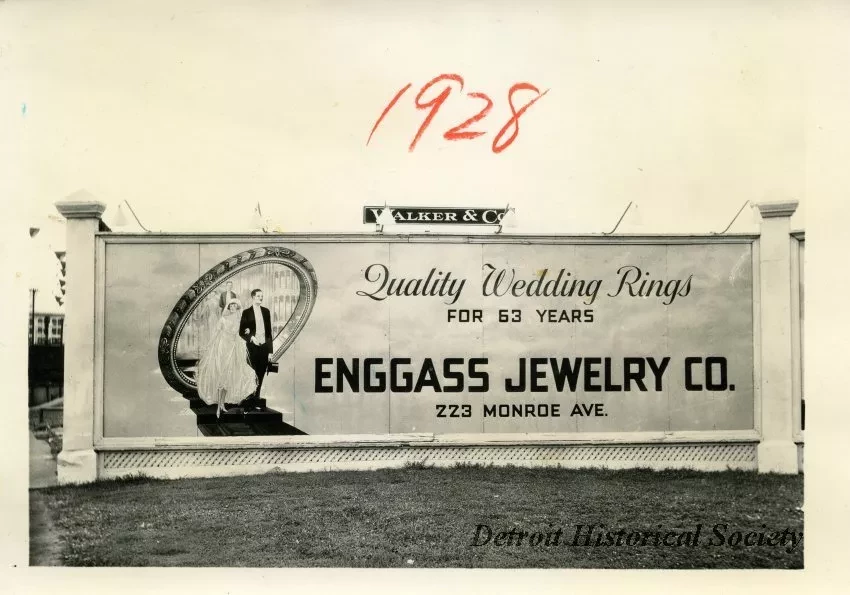 1928
WALKER & CO
Quality Wedding Rings
FOR 63 YEARS
ENGGASS JEWELRY CO.
223 MONROE AVE.
Detroit Historical Society